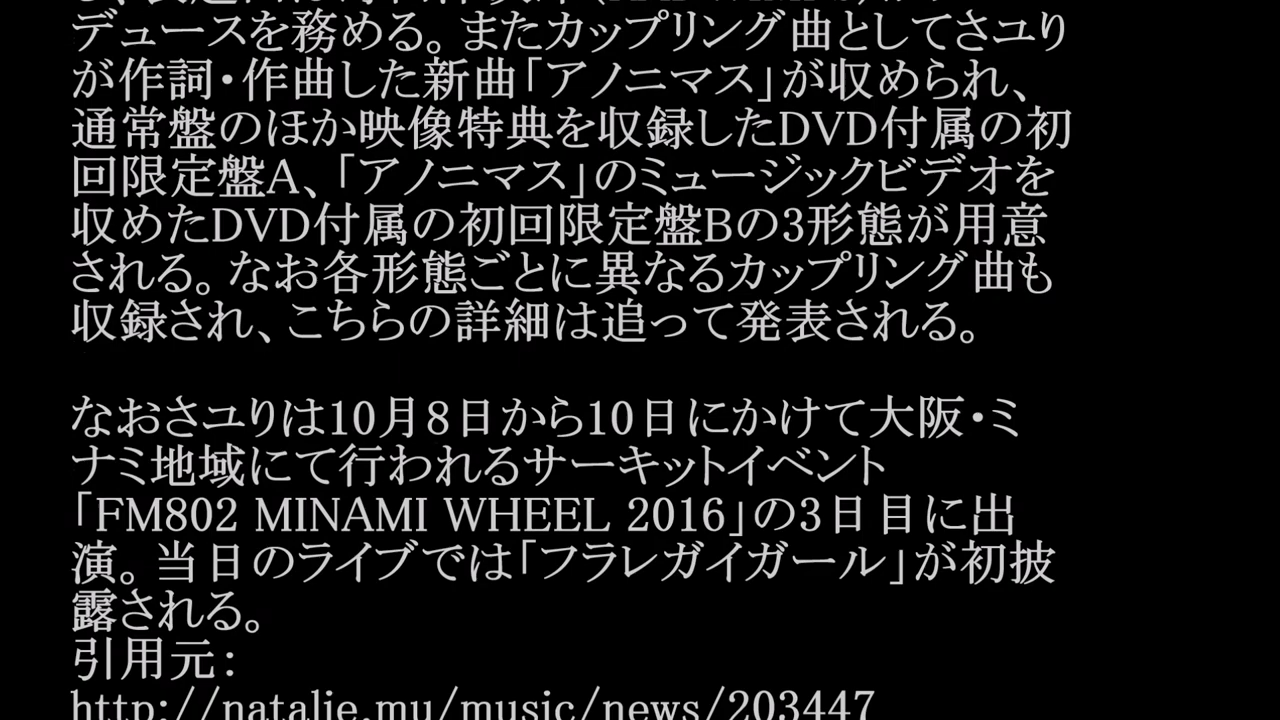 デュースを務める。またカップリング曲としてさユり
が作詞・作曲した新曲「アノニマス」が収められ、
通常盤のほか映像特典を収録したDVD付属の初
回限定盤A、「アノニマス」のミュージックビデオを
収めたDVD付属の初回限定盤Bの3形態が用意
される。なお各形態ごとに異なるカップリング曲も
収録され、こちらの詳細は追って発表される。
なおさユりは10月8日から10日にかけて大阪・ミ
ナミ地域にて行われるサーキットイベント
「FM802 MINAMI WHEEL 2016」の3日目に出
演。当日のライブでは「フラレガイガール」が初披
露される。
引用元：
http://natalie.mu/music/news/203447